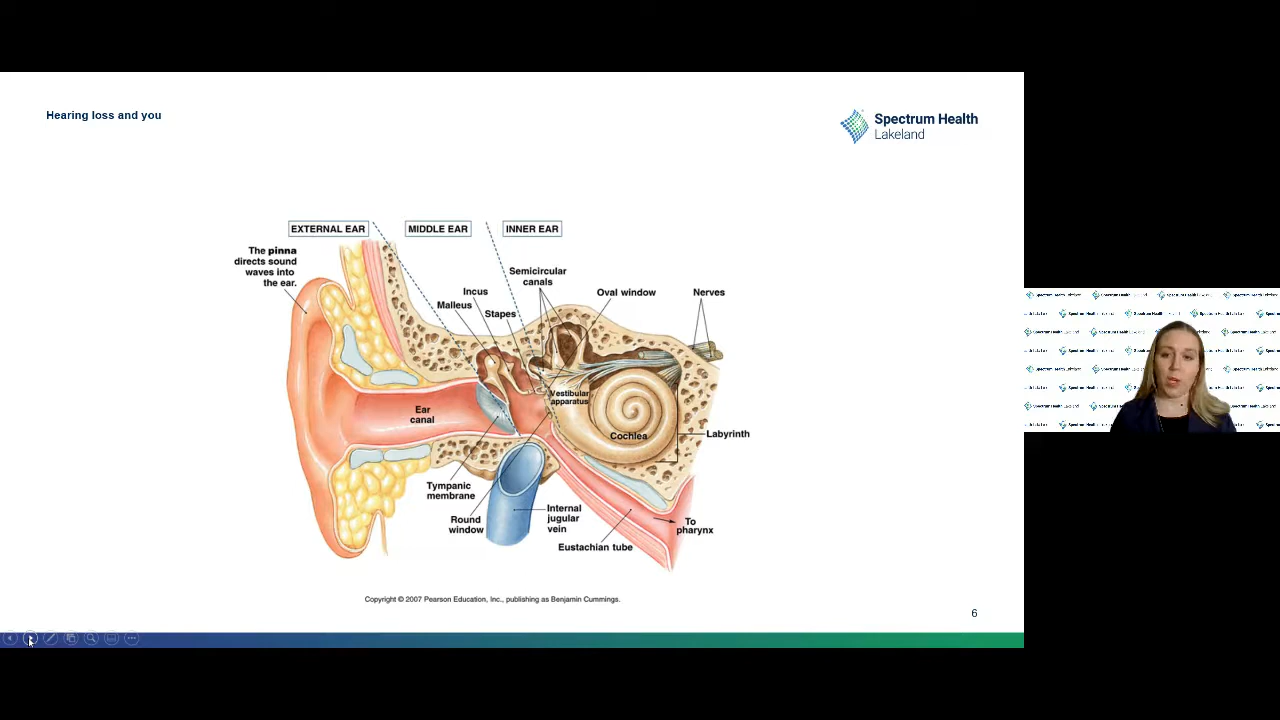 Hearing loss and you
Spectrum Health
Lakeland
EXTERNAL EAR
MIDDLE EAR
INNER EAR
The pinna
directs sound
waves into
the ear.
Semicircular
canals
Incus
Malleus
Stapes
Oval window
Nerves
Vestibular
apparatus
Ear
canal
Cochlea
Labyrinth
Tympanic
membrane
Round
window
Internal
jugular
vein
Eustachian tube
To
pharynx
Copyright © 2007 Pearson Education, Inc., publishing as Benjamin Cummings.
6